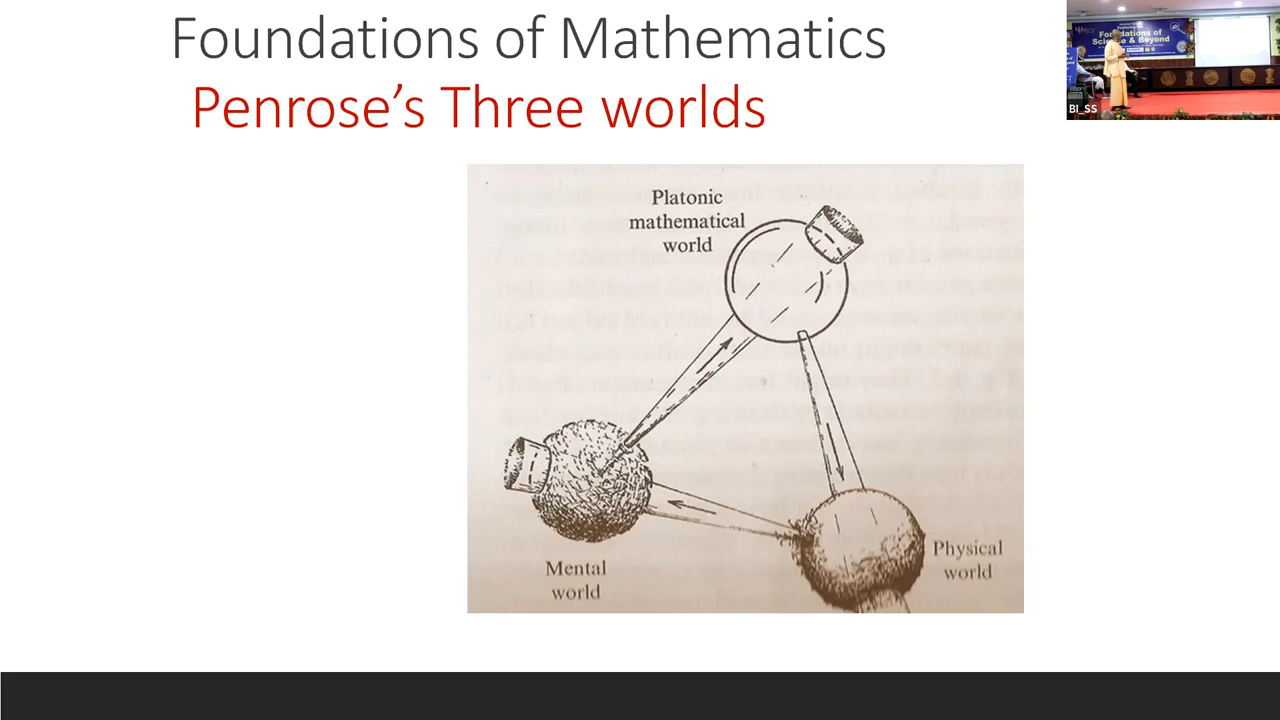 Foundations of Mathematics
Penrose's Three worlds
Platonic
mathematical
world
Mental
world
Physical
world
Foundations of
Science & Beyond
BI_SS